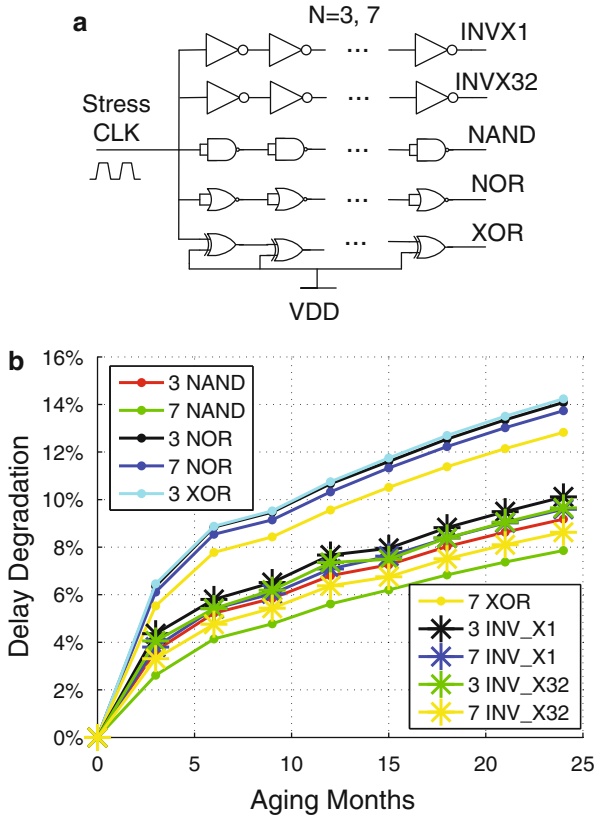 a
N=3, 7
INVX1
INVX32
Stress
CLK
NAND
NOR
XOR
...
...
...
...
...
VDD
b
16%
14%
12%
10%
8%
6%
4%
2%
0%
Delay Degradation
3 NAND
7 NAND
3 NOR
7 NOR
3 XOR
7 XOR
3 INV_X1
7 INV_X1
3 INV_X32
7 INV_X32
0
5
10
15
20
25
Aging Months